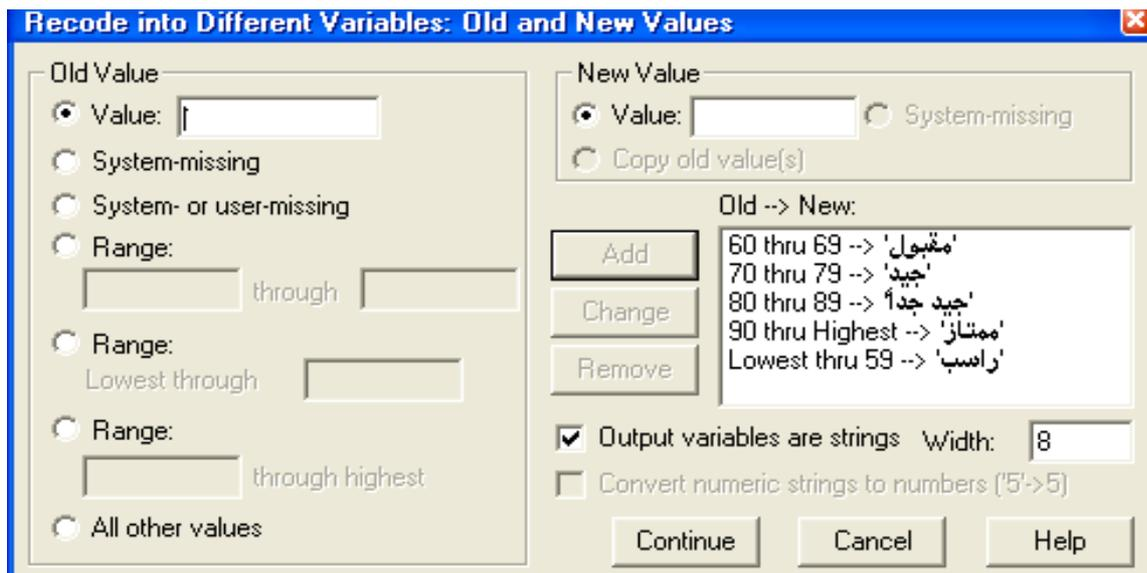 Recode into Different Variables: Old and New Values
Old Value
Value:
System-missing
System- or user-missing
Range:
through
Range:
Lowest through
Range:
through highest
All other values
New Value
Value:
System-missing
Copy old value(s)
Old --> New:
Add
Change
Remove
60 thru 69 --> 'مقبول'
70 thru 79 --> 'جيد'
80 thru 89 --> 'جيد جداً'
90 thru Highest --> 'ممتاز'
Lowest thru 59 --> 'راسب'
Output variables are strings Width: 8
Convert numeric strings to numbers ('5'->5)
Continue Cancel Help